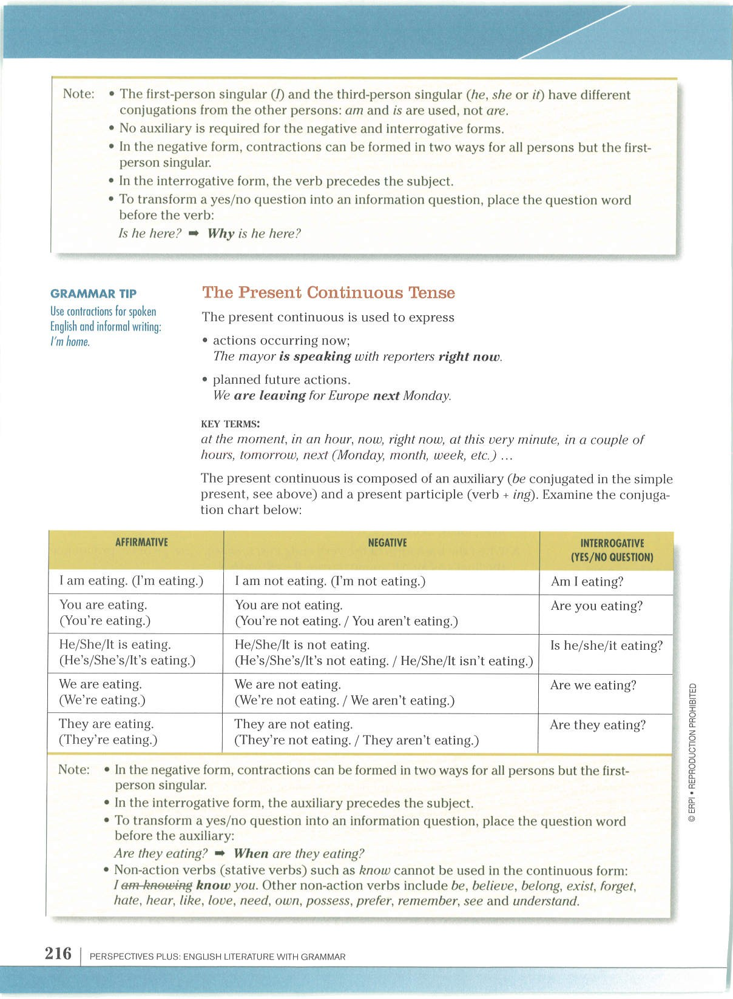 Note: • The first-person singular (I) and the third-person singular (he, she or it) have different
conjugations from the other persons: am and is are used, not are.
• No auxiliary is required for the negative and interrogative forms.
• In the negative form, contractions can be formed in two ways for all persons but the first-
person singular.
• In the interrogative form, the verb precedes the subject.
• To transform a yes/no question into an information question, place the question word
before the verb:
Is he here? ➡ Why is he here?
GRAMMAR TIP
Use contractions for spoken
English and informal writing:
I'm home.
The Present Continuous Tense
The present continuous is used to express
• actions occurring now;
The mayor is speaking with reporters right now.
• planned future actions.
We are leaving for Europe next Monday.
KEY TERMS:
at the moment, in an hour, now, right now, at this very minute, in a couple of
hours, tomorrow, next (Monday, month, week, etc.) ...
The present continuous is composed of an auxiliary (be conjugated in the simple
present, see above) and a present participle (verb + ing). Examine the conjuga-
tion chart below:
AFFIRMATIVE NEGATIVE INTERROGATIVE
(YES/NO QUESTION)
I am eating. (I'm eating.) I am not eating. (I'm not eating.) Am I eating?
You are eating. You are not eating. Are you eating?
(You're eating.) (You're not eating. / You aren't eating.)
He/She/It is eating. He/She/It is not eating. Is he/she/it eating?
(He's/She's/It's eating.) (He's/She's/It's not eating. / He/She/It isn't eating.)
We are eating. We are not eating. Are we eating?
(We're eating.) (We're not eating. / We aren't eating.)
They are eating. They are not eating. Are they eating?
(They're eating.) (They're not eating. / They aren't eating.)
Note: • In the negative form, contractions can be formed in two ways for all persons but the first-
person singular.
• In the interrogative form, the auxiliary precedes the subject.
• To transform a yes/no question into an information question, place the question word
before the auxiliary:
Are they eating? ➡ When are they eating?
• Non-action verbs (stative verbs) such as know cannot be used in the continuous form:
I am knowing know you. Other non-action verbs include be, believe, belong, exist, forget,
hate, hear, like, love, need, own, possess, prefer, remember, see and understand.
© ERPI • REPRODUCTION PROHIBITED
216 | PERSPECTIVES PLUS: ENGLISH LITERATURE WITH GRAMMAR